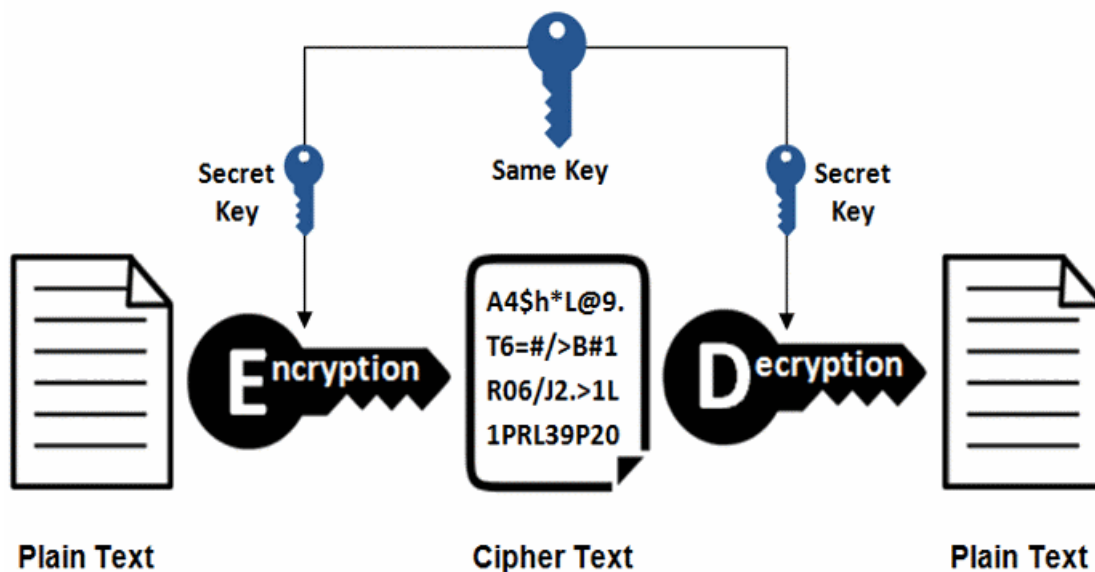 Same Key
Secret
Key
Secret
Key
Encryption
A4$h*L@9.
T6=#/>B#1
R06/J2.>1L
1PRL39P20
Decryption
Plain Text
Cipher Text
Plain Text